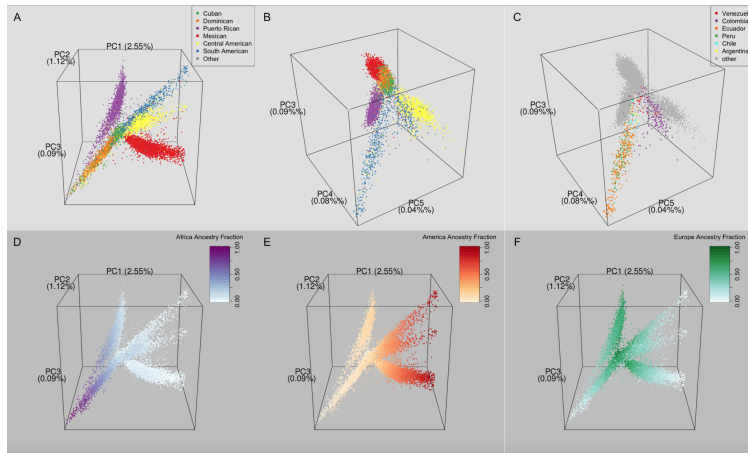 A
PC1 (2.55%)
PC2
(1.12%)
PC3
(0.09%)
Cuban
Dominican
Puerto Rican
Mexican
Central American
South American
Other
B
PC3
(0.09%)
PC4
(0.08%%)
PC5
(0.04%%)
C
PC3
(0.09%)
PC4
(0.08%%)
PC5
(0.04%%)
Ecuador
Peru
Chile
Argentina
other
D
Africa Ancestry Fraction
0.00
0.50
1.00
PC1 (2.55%)
PC2
(1.12%)
PC3
(0.09%)
E
America Ancestry Fraction
0.00
0.50
1.00
PC1 (2.55%)
PC2
(1.12%)
PC3
(0.09%)
F
Europe Ancestry Fraction
0.00
0.50
1.00
PC1 (2.55%)
PC2
(1.12%)
PC3
(0.09%)